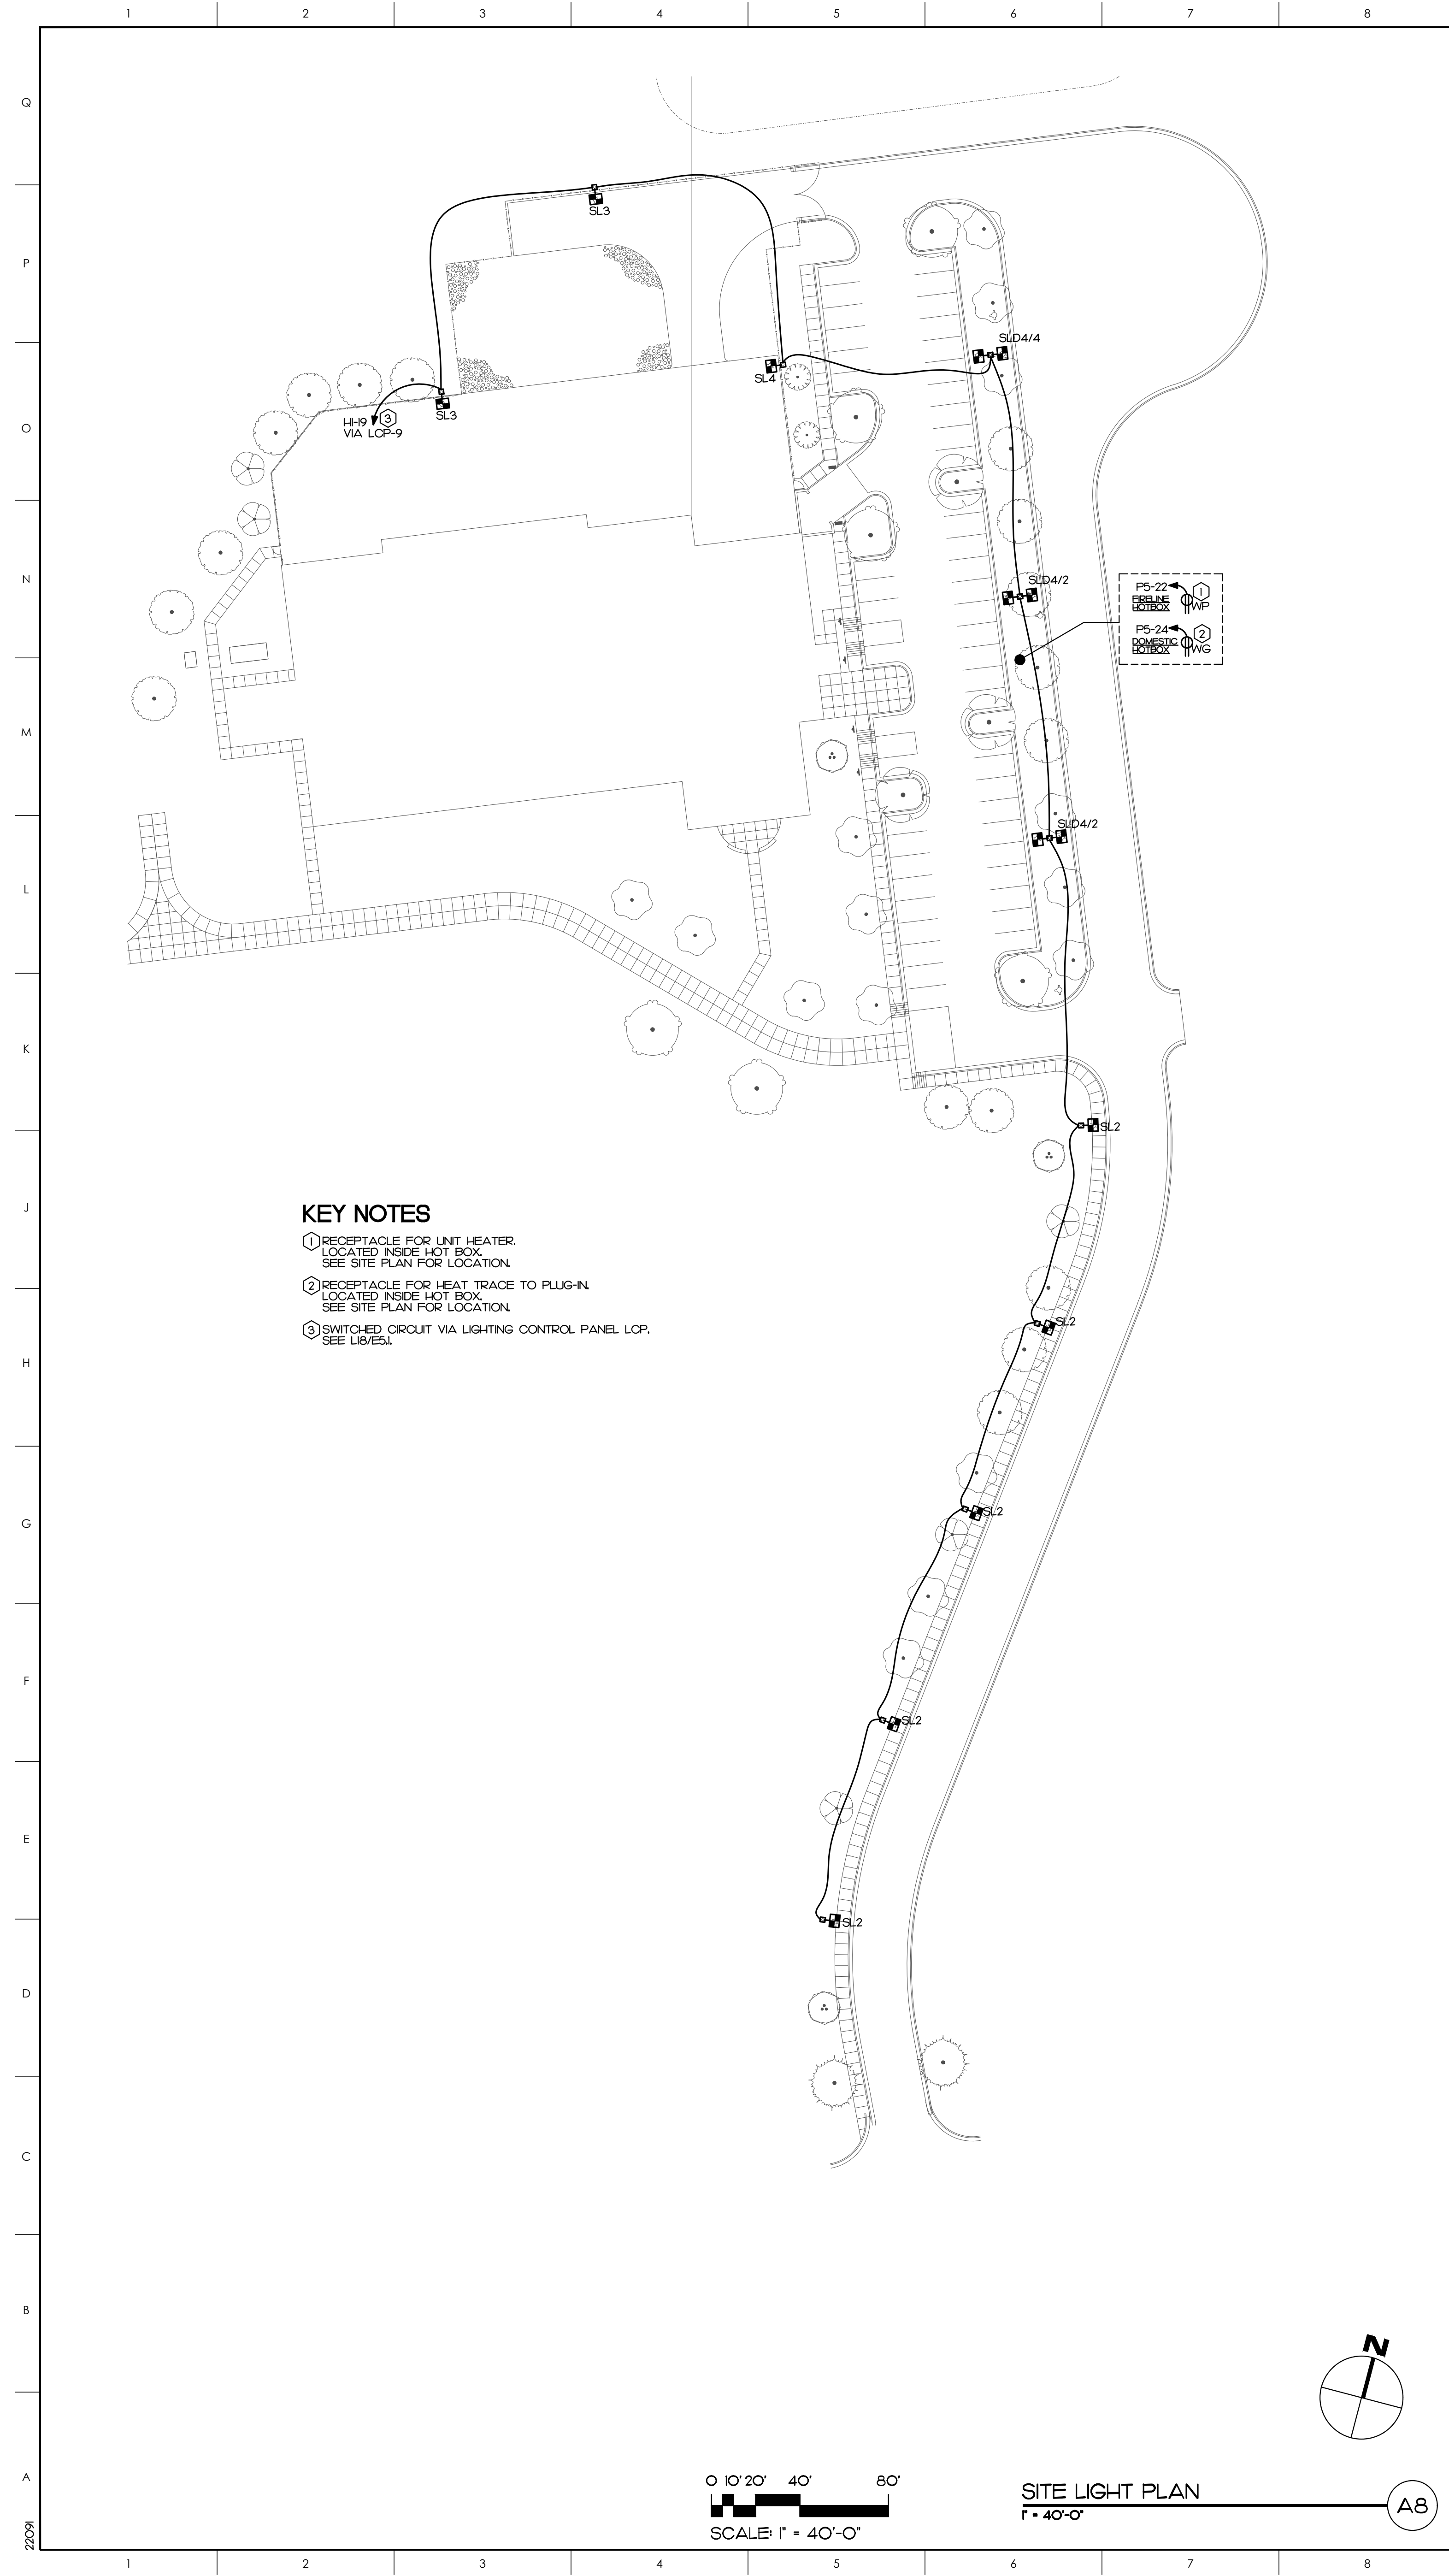 1 2 3 4 5 6 7 8
Q
SL3
P
SLD4/4
SL4
SL3
H1-19 3
VIA LCP-9
O
N
SLD4/2
P5-22 1
FIRELINE
HOTBOX
WP
P5-24 2
DOMESTIC
HOTBOX
WG
M
SLD4/2
L
K
SL2
J
KEY NOTES
1 RECEPTACLE FOR UNIT HEATER.
LOCATED INSIDE HOT BOX.
SEE SITE PLAN FOR LOCATION.
2 RECEPTACLE FOR HEAT TRACE TO PLUG-IN.
LOCATED INSIDE HOT BOX.
SEE SITE PLAN FOR LOCATION.
3 SWITCHED CIRCUIT VIA LIGHTING CONTROL PANEL LCP.
SEE L18/E5.1.
SL2
H
G
SL2
F
SL2
E
SL2
D
C
B
N
A
0 10' 20' 40' 80'
SCALE: 1" = 40'-0"
SITE LIGHT PLAN
1" = 40'-0"
A8
22091
1 2 3 4 5 6 7 8